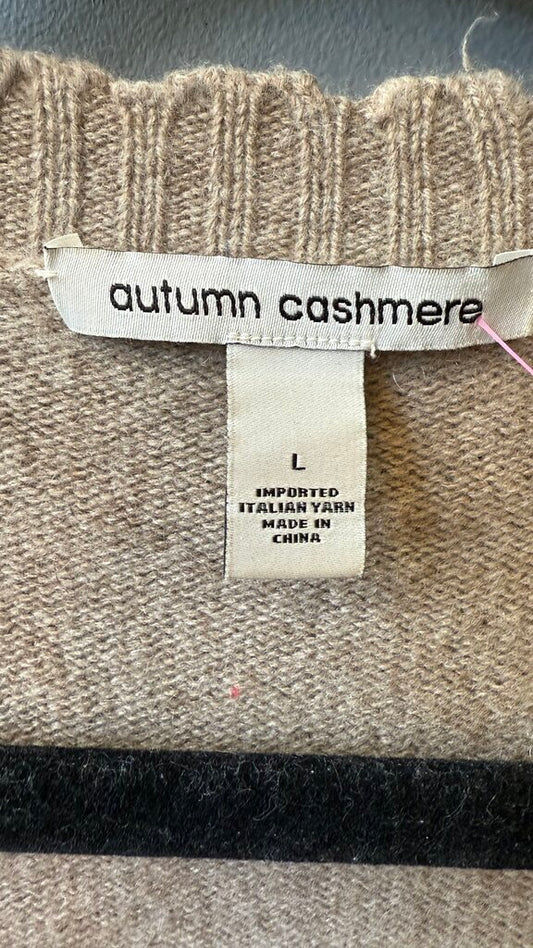 autumn cashmere
L
IMPORTED
ITALIAN YARN
MADE IN
CHINA